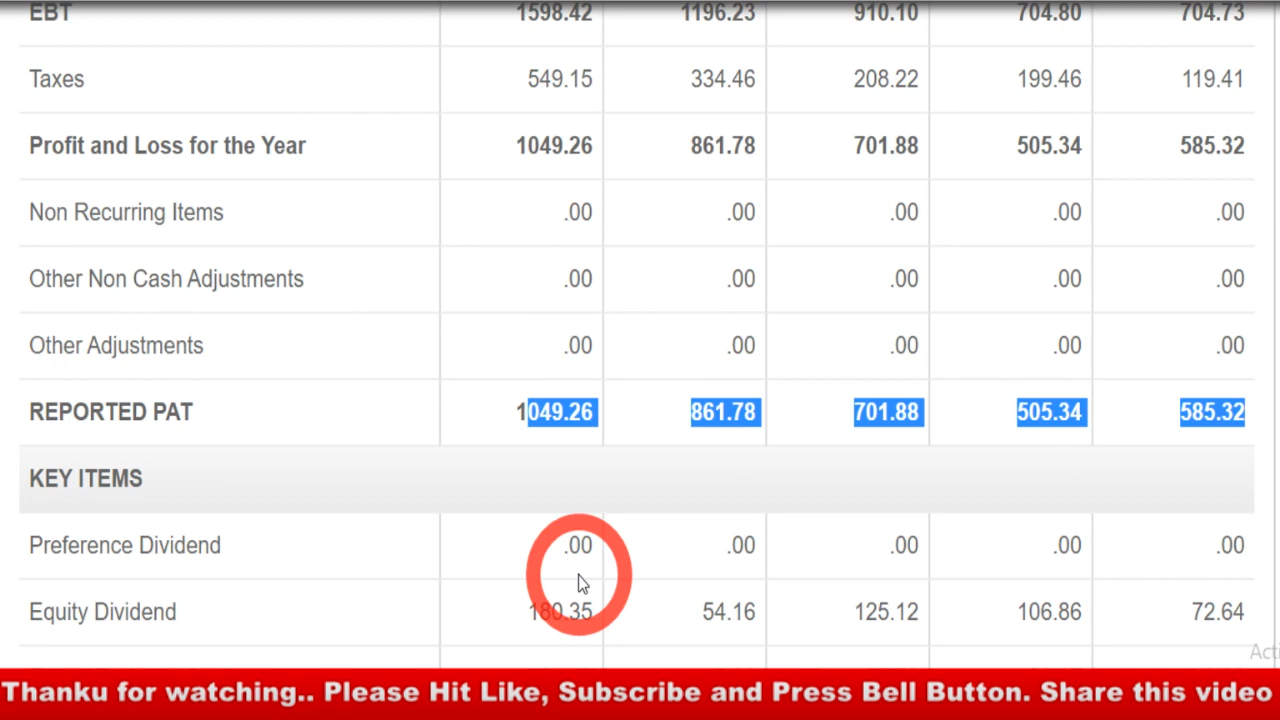 EBT 1598.42 1196.23 910.10 704.80 704.73
Taxes 549.15 334.46 208.22 199.46 119.41
Profit and Loss for the Year 1049.26 861.78 701.88 505.34 585.32
Non Recurring Items .00 .00 .00 .00 .00
Other Non Cash Adjustments .00 .00 .00 .00 .00
Other Adjustments .00 .00 .00 .00 .00
REPORTED PAT 1049.26 861.78 701.88 505.34 585.32
KEY ITEMS
Preference Dividend .00 .00 .00 .00 .00
Equity Dividend 180.35 54.16 125.12 106.86 72.64
Acti
Thanku for watching.. Please Hit Like, Subscribe and Press Bell Button. Share this video